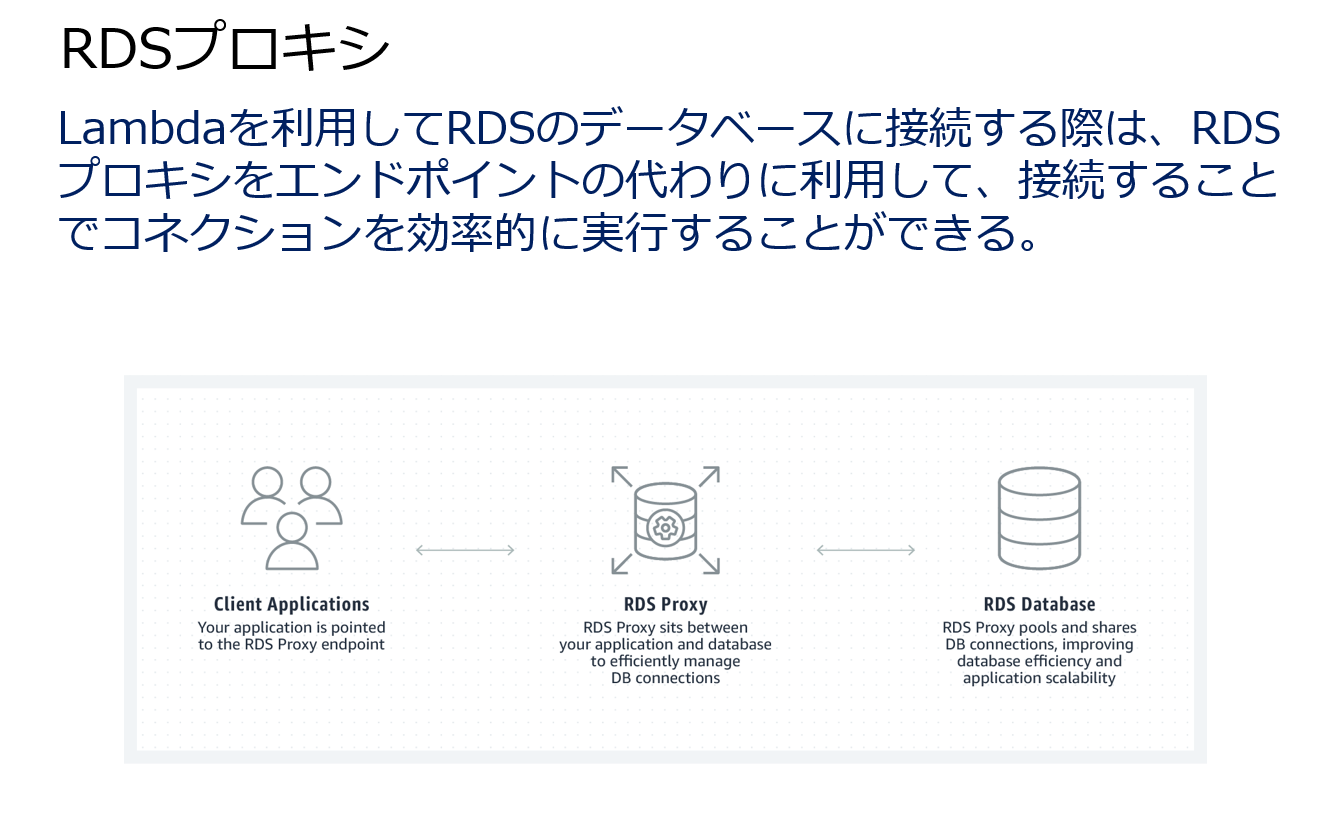 RDSプロキシ
Lambdaを利用してRDSのデータベースに接続する際は、RDS
プロキシをエンドポイントの代わりに利用して、接続すること
でコネクションを効率的に実行することができる。
Client Applications
Your application is pointed
to the RDS Proxy endpoint
RDS Proxy
RDS Proxy sits between
your application and database
to efficiently manage
DB connections
RDS Database
RDS Proxy pools and shares
DB connections, improving
database efficiency and
application scalability